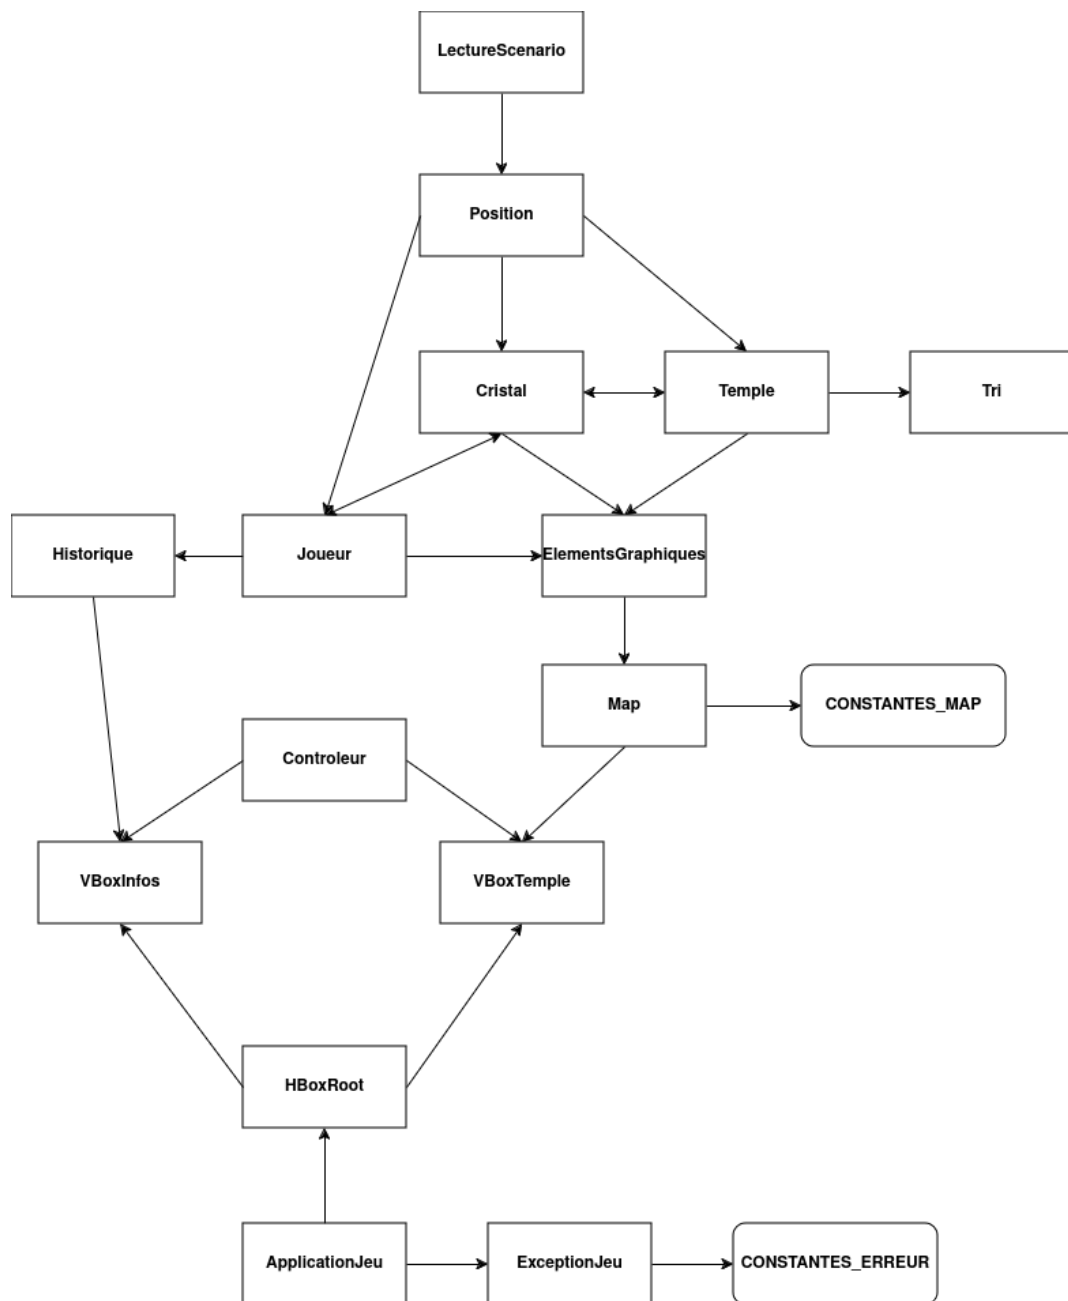 LectureScenario
Position
Cristal
Temple
Tri
Historique
Joueur
ElementsGraphiques
Map
CONSTANTES_MAP
Controleur
VBoxInfos
VBoxTemple
HBoxRoot
ApplicationJeu
ExceptionJeu
CONSTANTES_ERREUR